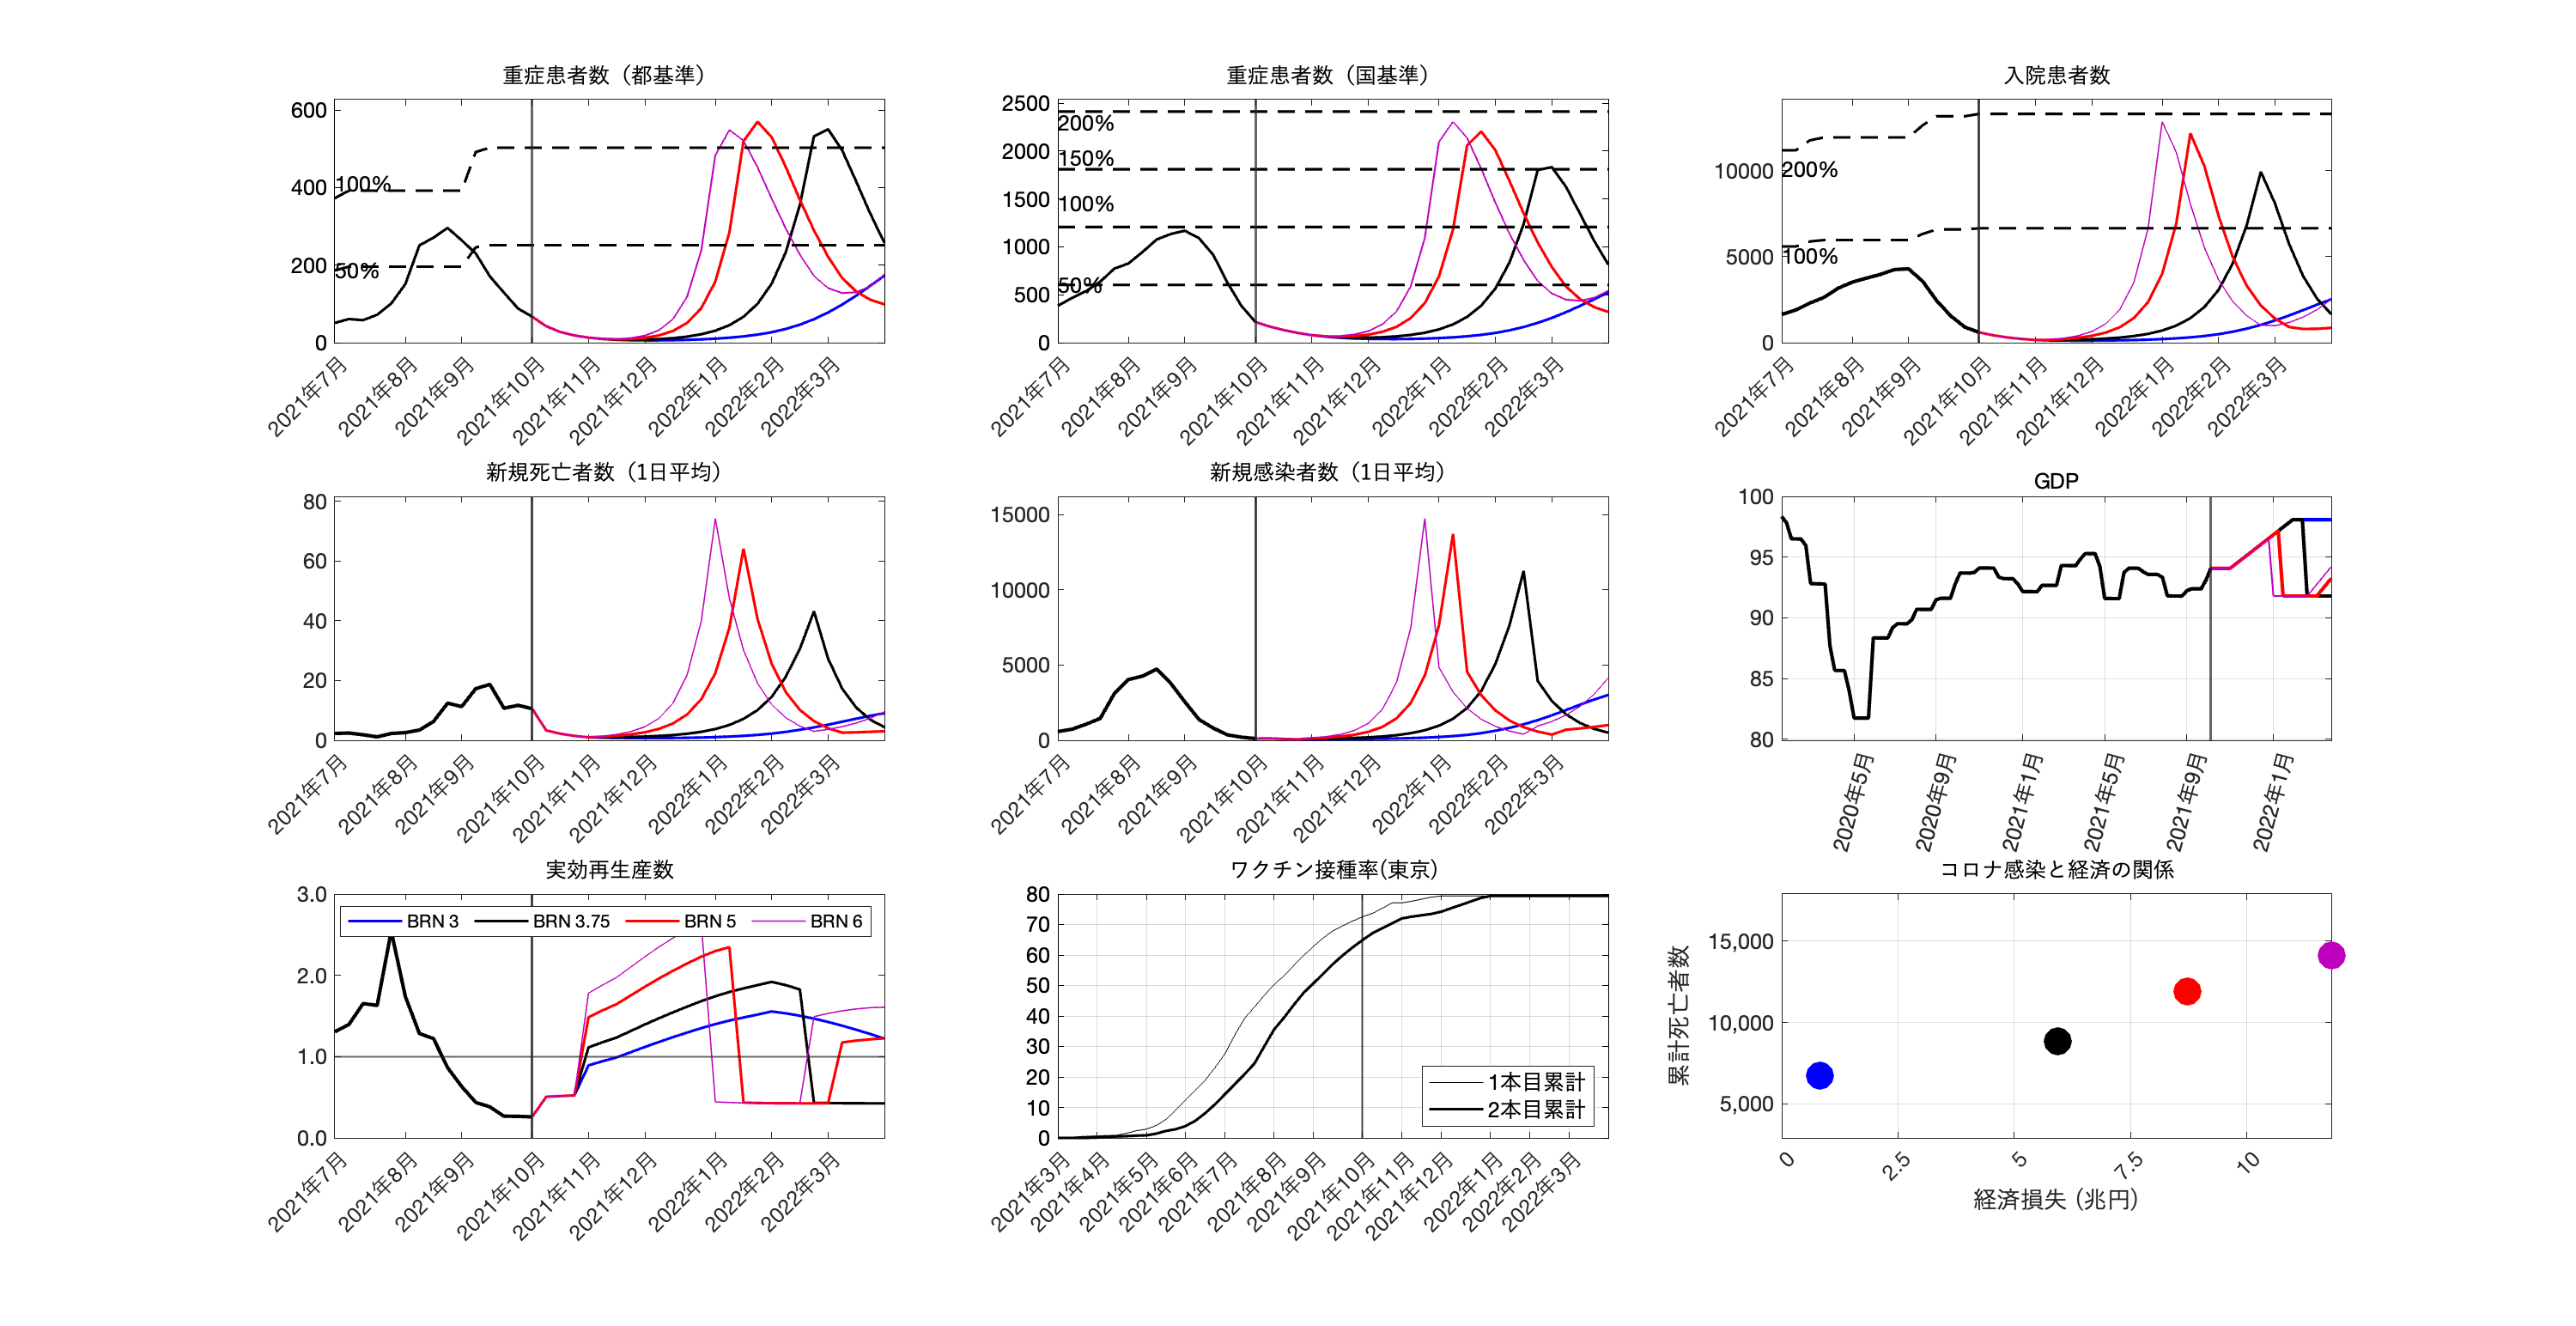 重症患者数（都基準）
600
400
200
0
100%
50%
2021年7月
2021年8月
2021年9月
2021年10月
2021年11月
2021年12月
2022年1月
2022年2月
2022年3月
重症患者数（国基準）
2500
2000
1500
1000
500
0
200%
150%
100%
50%
2021年7月
2021年8月
2021年9月
2021年10月
2021年11月
2021年12月
2022年1月
2022年2月
2022年3月
入院患者数
10000
5000
0
200%
100%
2021年7月
2021年8月
2021年9月
2021年10月
2021年11月
2021年12月
2022年1月
2022年2月
2022年3月
新規死亡者数（1日平均）
80
60
40
20
0
2021年7月
2021年8月
2021年9月
2021年10月
2021年11月
2021年12月
2022年1月
2022年2月
2022年3月
新規感染者数（1日平均）
15000
10000
5000
0
2021年7月
2021年8月
2021年9月
2021年10月
2021年11月
2021年12月
2022年1月
2022年2月
2022年3月
GDP
100
95
90
85
80
2020年5月
2020年9月
2021年1月
2021年5月
2021年9月
2022年1月
実効再生産数
3.0
2.0
1.0
0.0
BRN 3
BRN 3.75
BRN 5
BRN 6
2021年7月
2021年8月
2021年9月
2021年10月
2021年11月
2021年12月
2022年1月
2022年2月
2022年3月
ワクチン接種率(東京)
80
70
60
50
40
30
20
10
0
1本目累計
2本目累計
2021年3月
2021年4月
2021年5月
2021年6月
2021年7月
2021年8月
2021年9月
2021年10月
2021年11月
2021年12月
2022年1月
2022年2月
2022年3月
コロナ感染と経済の関係
累計死亡者数
15,000
10,000
5,000
0
2.5
5
7.5
10
経済損失 (兆円)